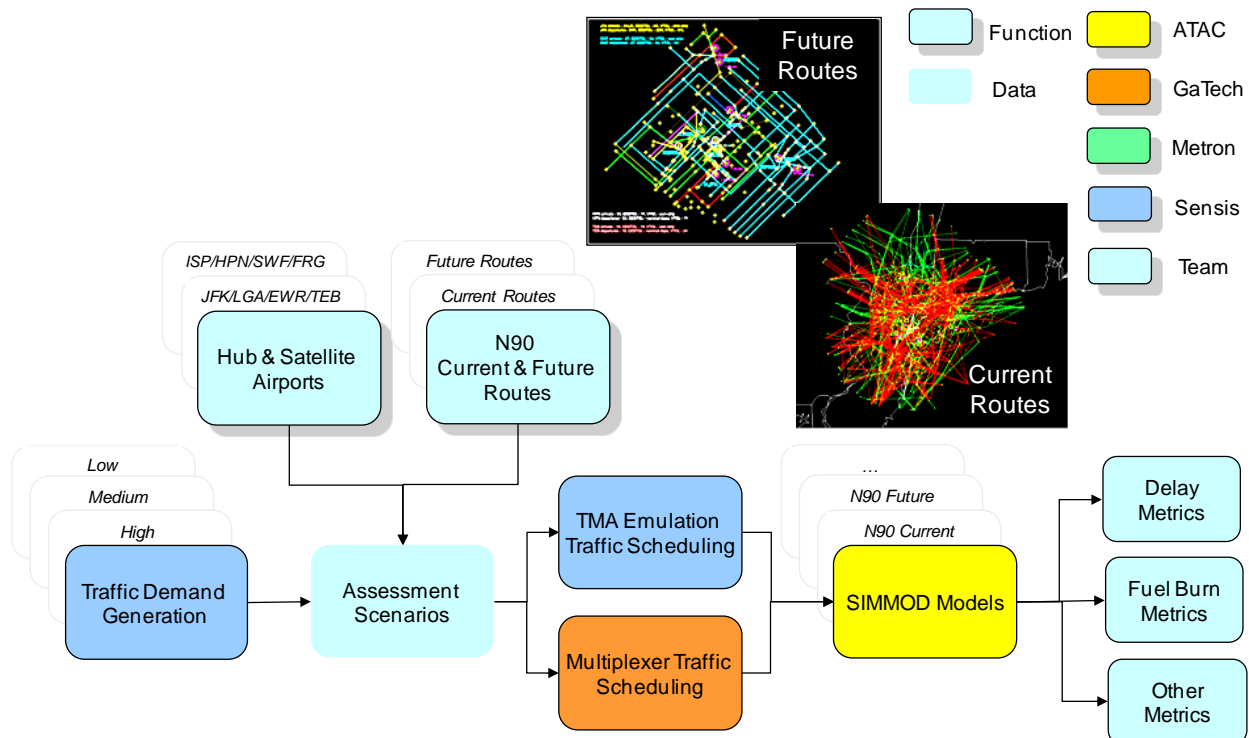 Future
Routes
Function
Data
ATAC
GaTech
Metron
Sensis
Team
Current
Routes
ISP/HPN/SWF/FRG
JFK/LGA/EWR/TEB
Hub & Satellite
Airports
Future Routes
Current Routes
N90
Current & Future
Routes
Low
Medium
High
Traffic Demand
Generation
Assessment
Scenarios
TMA Emulation
Traffic Scheduling
Multiplexer Traffic
Scheduling
...
N90 Future
N90 Current
SIMMOD Models
Delay
Metrics
Fuel Burn
Metrics
Other
Metrics